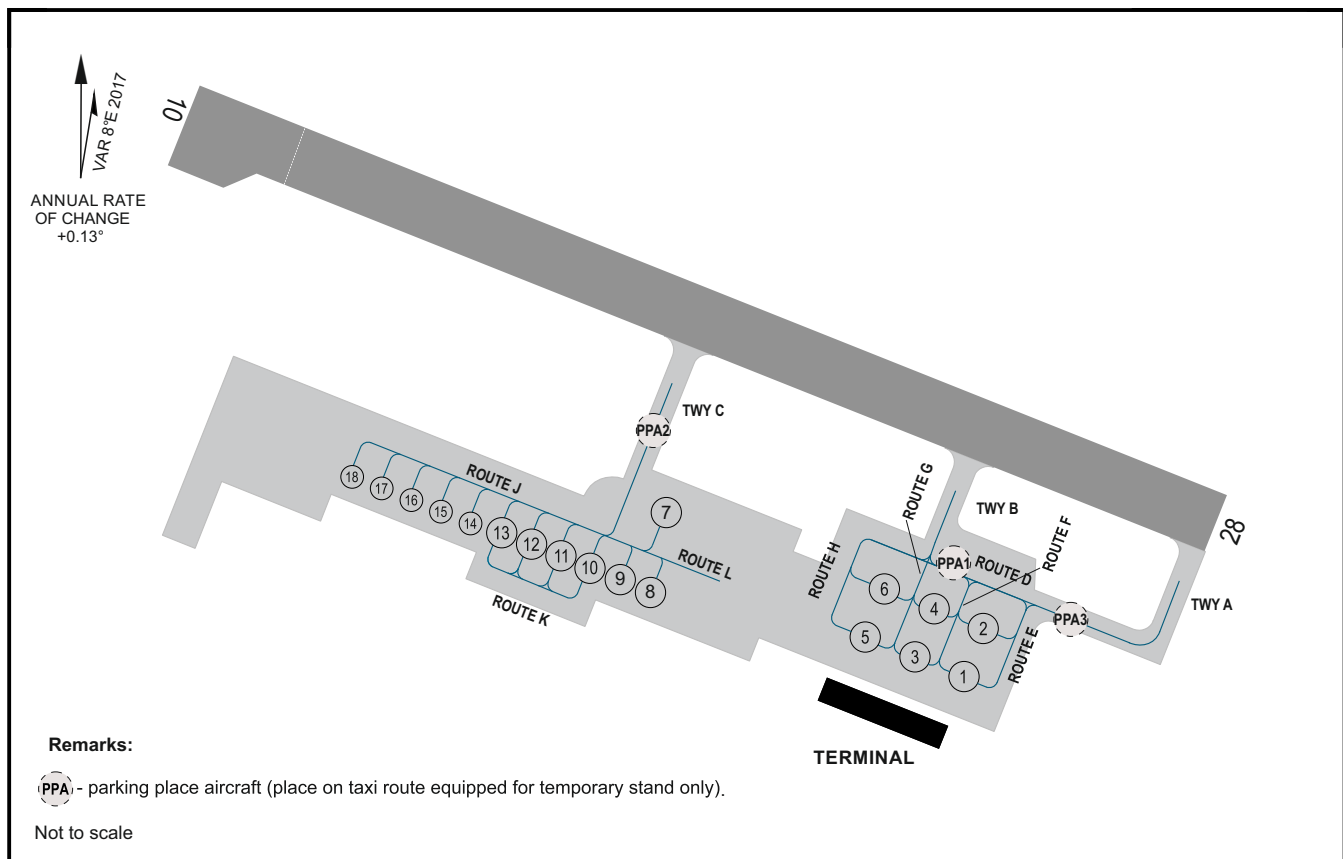 10
VAR 8°E 2017
ANNUAL RATE
OF CHANGE
+0.13°
TWY C
PPA2
ROUTE G
ROUTE F
28
ROUTE J
18
17
16
15
14
13
12
11
10
9
8
7
ROUTE L
ROUTE K
TWY B
ROUTE H
PPA1
ROUTE D
TWY A
PPA3
6
4
2
5
3
1
ROUTE E
TERMINAL
Remarks:
PPA - parking place aircraft (place on taxi route equipped for temporary stand only).
Not to scale